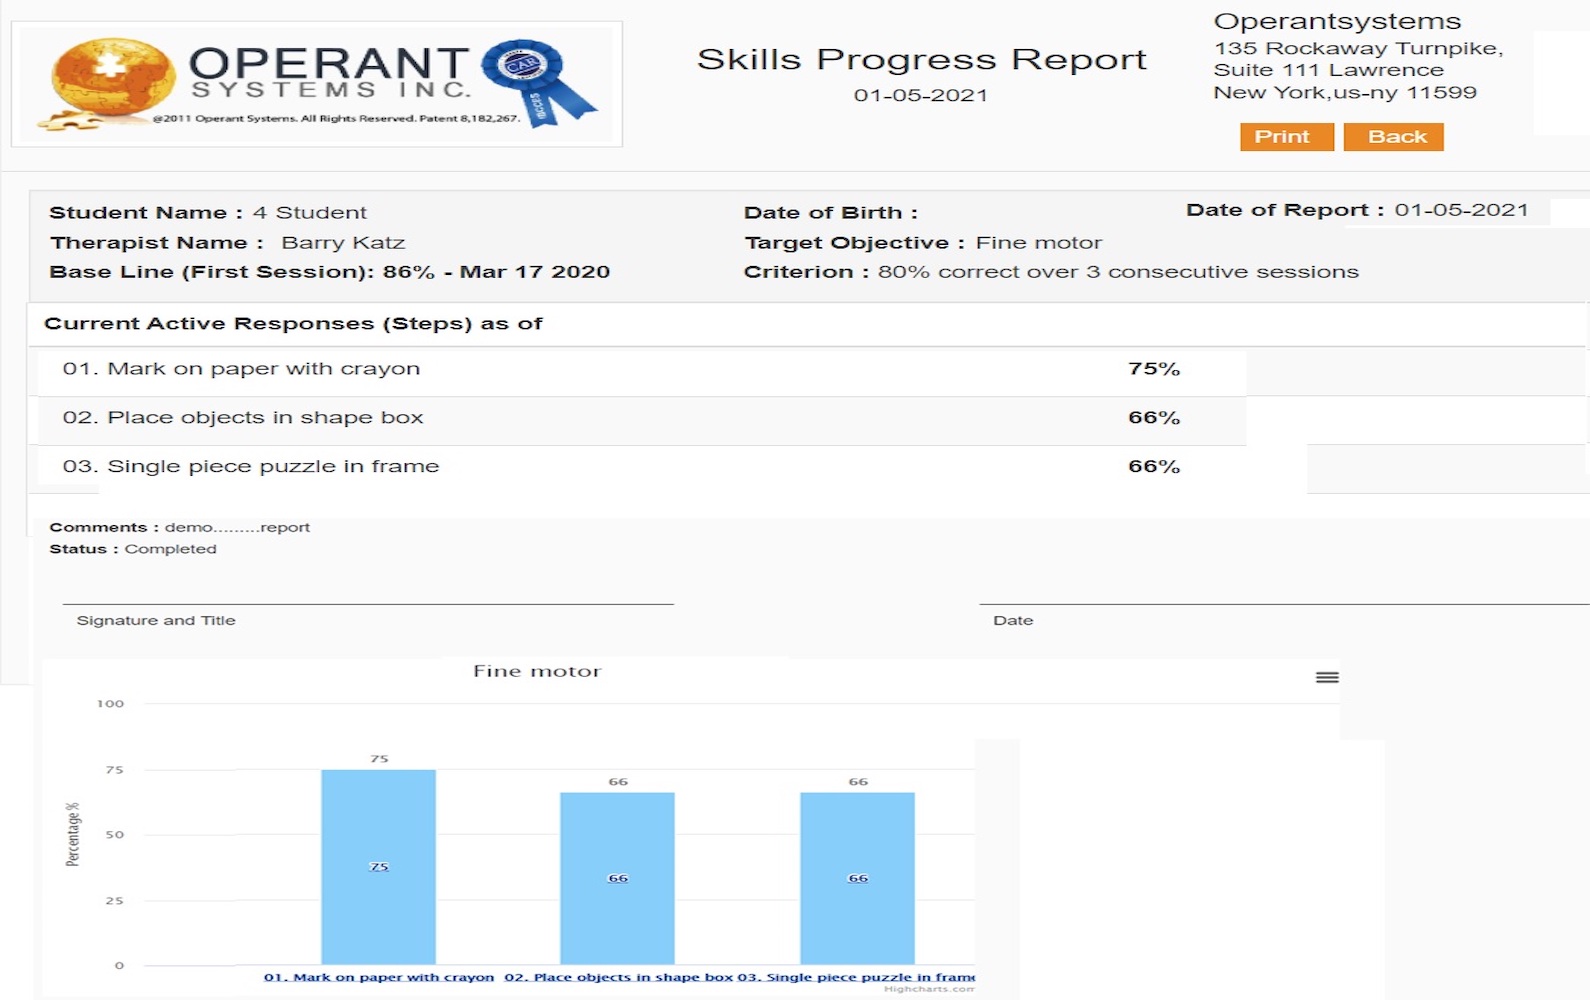 OPERANT
SYSTEMS INC.
@2011 Operant Systems. All Rights Reserved. Patent 8,182,267.
CAR
Skills Progress Report
01-05-2021
Operantsystems
135 Rockaway Turnpike,
Suite 111 Lawrence
New York,us-ny 11599
Print Back
Student Name : 4 Student
Date of Birth :
Date of Report : 01-05-2021
Therapist Name : Barry Katz
Target Objective : Fine motor
Base Line (First Session): 86% - Mar 17 2020
Criterion : 80% correct over 3 consecutive sessions
Current Active Responses (Steps) as of
01. Mark on paper with crayon 75%
02. Place objects in shape box 66%
03. Single piece puzzle in frame 66%
Comments : demo.........report
Status : Completed
Signature and Title
Date
Fine motor
Percentage %
100
75
50
25
0
75
66
66
75
66
66
01. Mark on paper with crayon
02. Place objects in shape box
03. Single piece puzzle in frame
Highcharts.com